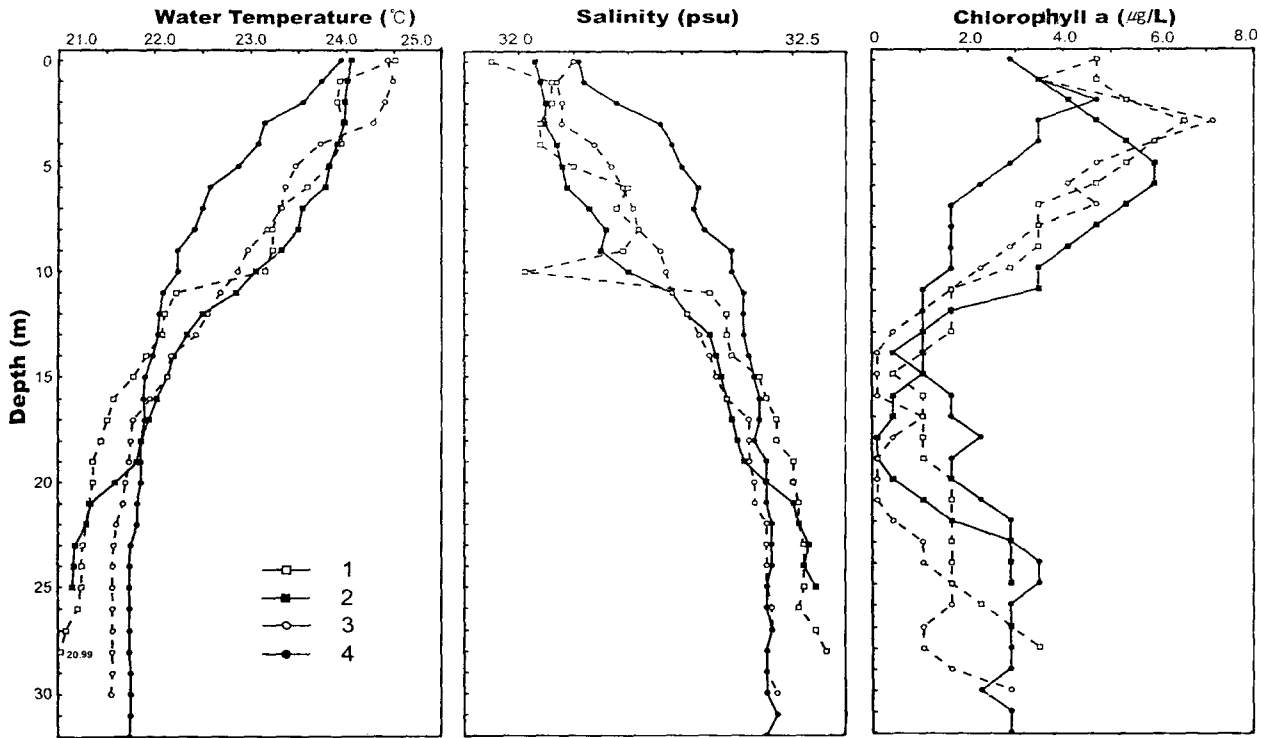 Water Temperature (℃)
Salinity (psu)
Chlorophyll a (㎍/L)
21.0 22.0 23.0 24.0 25.0
32.0 32.5
0 2.0 4.0 6.0 8.0
Depth (m)
0
5
10
15
20
25
30
1
2
3
4
20.99